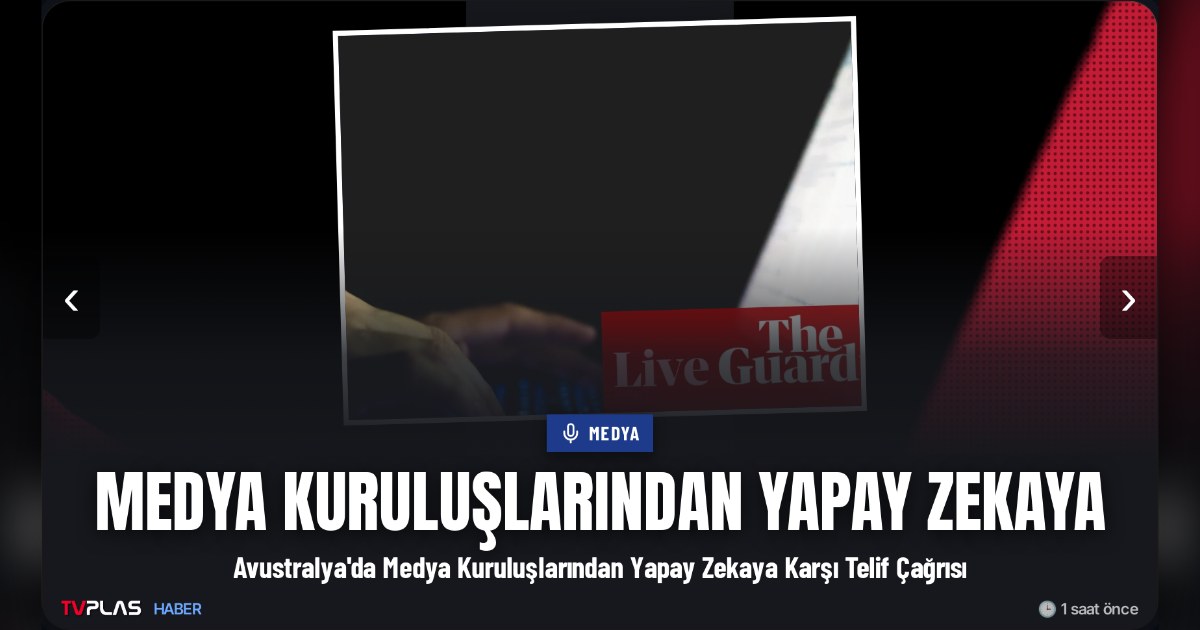 The
Live Guard
MEDYA
MEDYA KURULUŞLARINDAN YAPAY ZEKAYA
Avustralya'da Medya Kuruluşlarından Yapay Zekaya Karşı Telif Çağrısı
TVPLAS HABER
1 saat önce